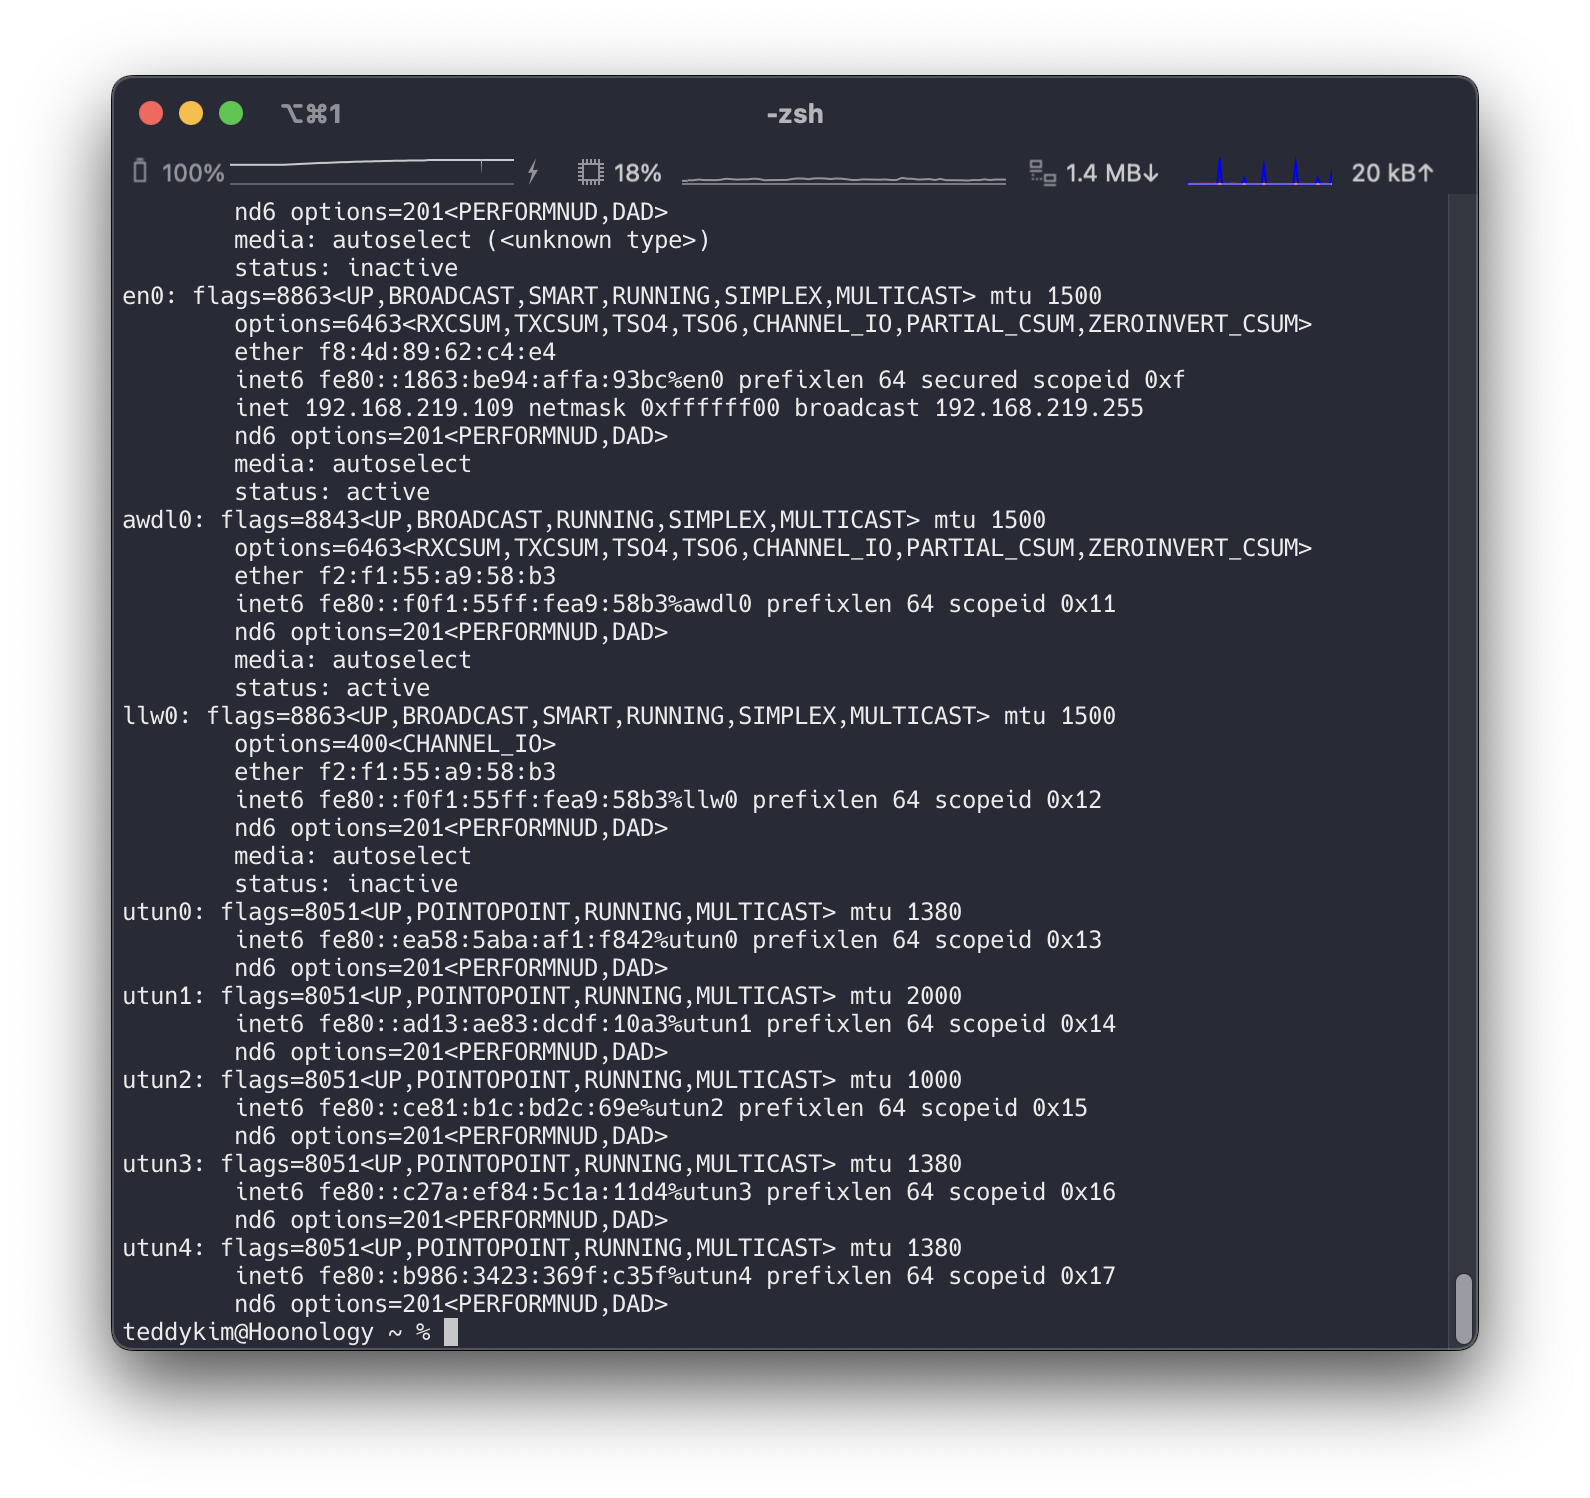 ⌥⌘1
-zsh
100% 18% 1.4 MB↓ 20 kB↑
nd6 options=201<PERFORMNUD,DAD>
media: autoselect (<unknown type>)
status: inactive
en0: flags=8863<UP,BROADCAST,SMART,RUNNING,SIMPLEX,MULTICAST> mtu 1500
options=6463<RXCSUM,TXCSUM,TSO4,TSO6,CHANNEL_IO,PARTIAL_CSUM,ZEROINVERT_CSUM>
ether f8:4d:89:62:c4:e4
inet6 fe80::1863:be94:affa:93bc%en0 prefixlen 64 secured scopeid 0xf
inet 192.168.219.109 netmask 0xffffff00 broadcast 192.168.219.255
nd6 options=201<PERFORMNUD,DAD>
media: autoselect
status: active
awdl0: flags=8843<UP,BROADCAST,RUNNING,SIMPLEX,MULTICAST> mtu 1500
options=6463<RXCSUM,TXCSUM,TSO4,TSO6,CHANNEL_IO,PARTIAL_CSUM,ZEROINVERT_CSUM>
ether f2:f1:55:a9:58:b3
inet6 fe80::f0f1:55ff:fea9:58b3%awdl0 prefixlen 64 scopeid 0x11
nd6 options=201<PERFORMNUD,DAD>
media: autoselect
status: active
llw0: flags=8863<UP,BROADCAST,SMART,RUNNING,SIMPLEX,MULTICAST> mtu 1500
options=400<CHANNEL_IO>
ether f2:f1:55:a9:58:b3
inet6 fe80::f0f1:55ff:fea9:58b3%llw0 prefixlen 64 scopeid 0x12
nd6 options=201<PERFORMNUD,DAD>
media: autoselect
status: inactive
utun0: flags=8051<UP,POINTOPOINT,RUNNING,MULTICAST> mtu 1380
inet6 fe80::ea58:5aba:af1:f842%utun0 prefixlen 64 scopeid 0x13
nd6 options=201<PERFORMNUD,DAD>
utun1: flags=8051<UP,POINTOPOINT,RUNNING,MULTICAST> mtu 2000
inet6 fe80::ad13:ae83:dcdf:10a3%utun1 prefixlen 64 scopeid 0x14
nd6 options=201<PERFORMNUD,DAD>
utun2: flags=8051<UP,POINTOPOINT,RUNNING,MULTICAST> mtu 1000
inet6 fe80::ce81:b1c:bd2c:69e%utun2 prefixlen 64 scopeid 0x15
nd6 options=201<PERFORMNUD,DAD>
utun3: flags=8051<UP,POINTOPOINT,RUNNING,MULTICAST> mtu 1380
inet6 fe80::c27a:ef84:5c1a:11d4%utun3 prefixlen 64 scopeid 0x16
nd6 options=201<PERFORMNUD,DAD>
utun4: flags=8051<UP,POINTOPOINT,RUNNING,MULTICAST> mtu 1380
inet6 fe80::b986:3423:369f:c35f%utun4 prefixlen 64 scopeid 0x17
nd6 options=201<PERFORMNUD,DAD>
teddykim@Hoonology ~ %